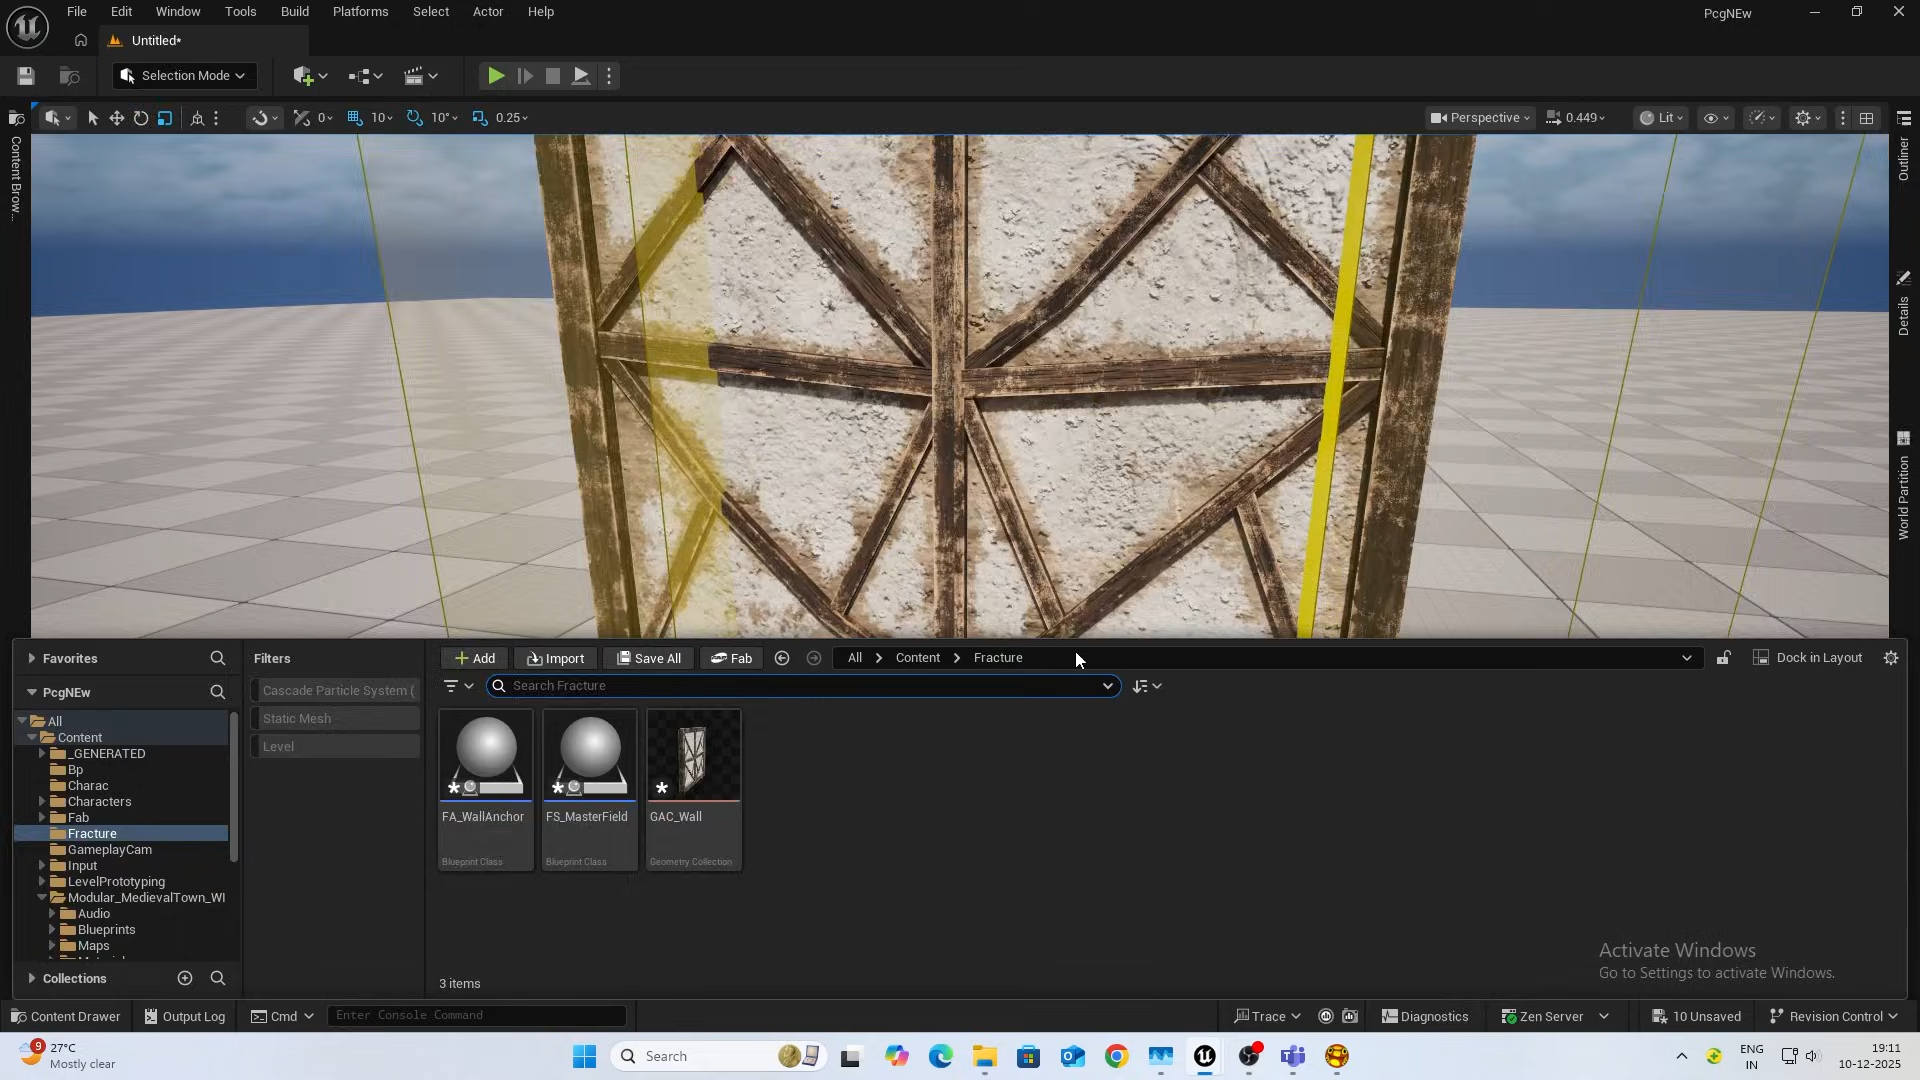 File Edit Window Tools Build Platforms Select Actor Help
PcgNEw
Untitled*
Selection Mode
0 10 10° 0.25
Perspective 0.449 Lit
Content Brow...
Outliner
Details
World Partition
Favorites
Filters
Add Import Save All Fab All Content Fracture
Dock in Layout
PcgNEw
Cascade Particle System (
Search Fracture
All
Static Mesh
Content
Level
_GENERATED
Bp
Charac
Characters
Fab
Fracture
GameplayCam
Input
LevelPrototyping
Modular_MedievalTown_WI
Audio
Blueprints
Maps
FA_WallAnchor
Blueprint Class
FS_MasterField
Blueprint Class
GAC_Wall
Geometry Collection
Collections
3 items
Activate Windows
Go to Settings to activate Windows.
Content Drawer Output Log Cmd Enter Console Command
Trace Diagnostics Zen Server 10 Unsaved Revision Control
9
27°C
Mostly clear
Search
ENG
IN
19:11
10-12-2025